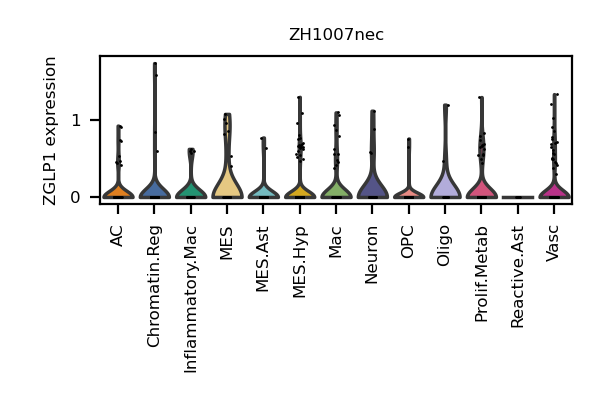 ZH1007nec
ZGLP1 expression
1
0
AC
Chromatin.Reg
Inflammatory.Mac
MES
MES.Ast
MES.Hyp
Mac
Neuron
OPC
Oligo
Prolif.Metab
Reactive.Ast
Vasc